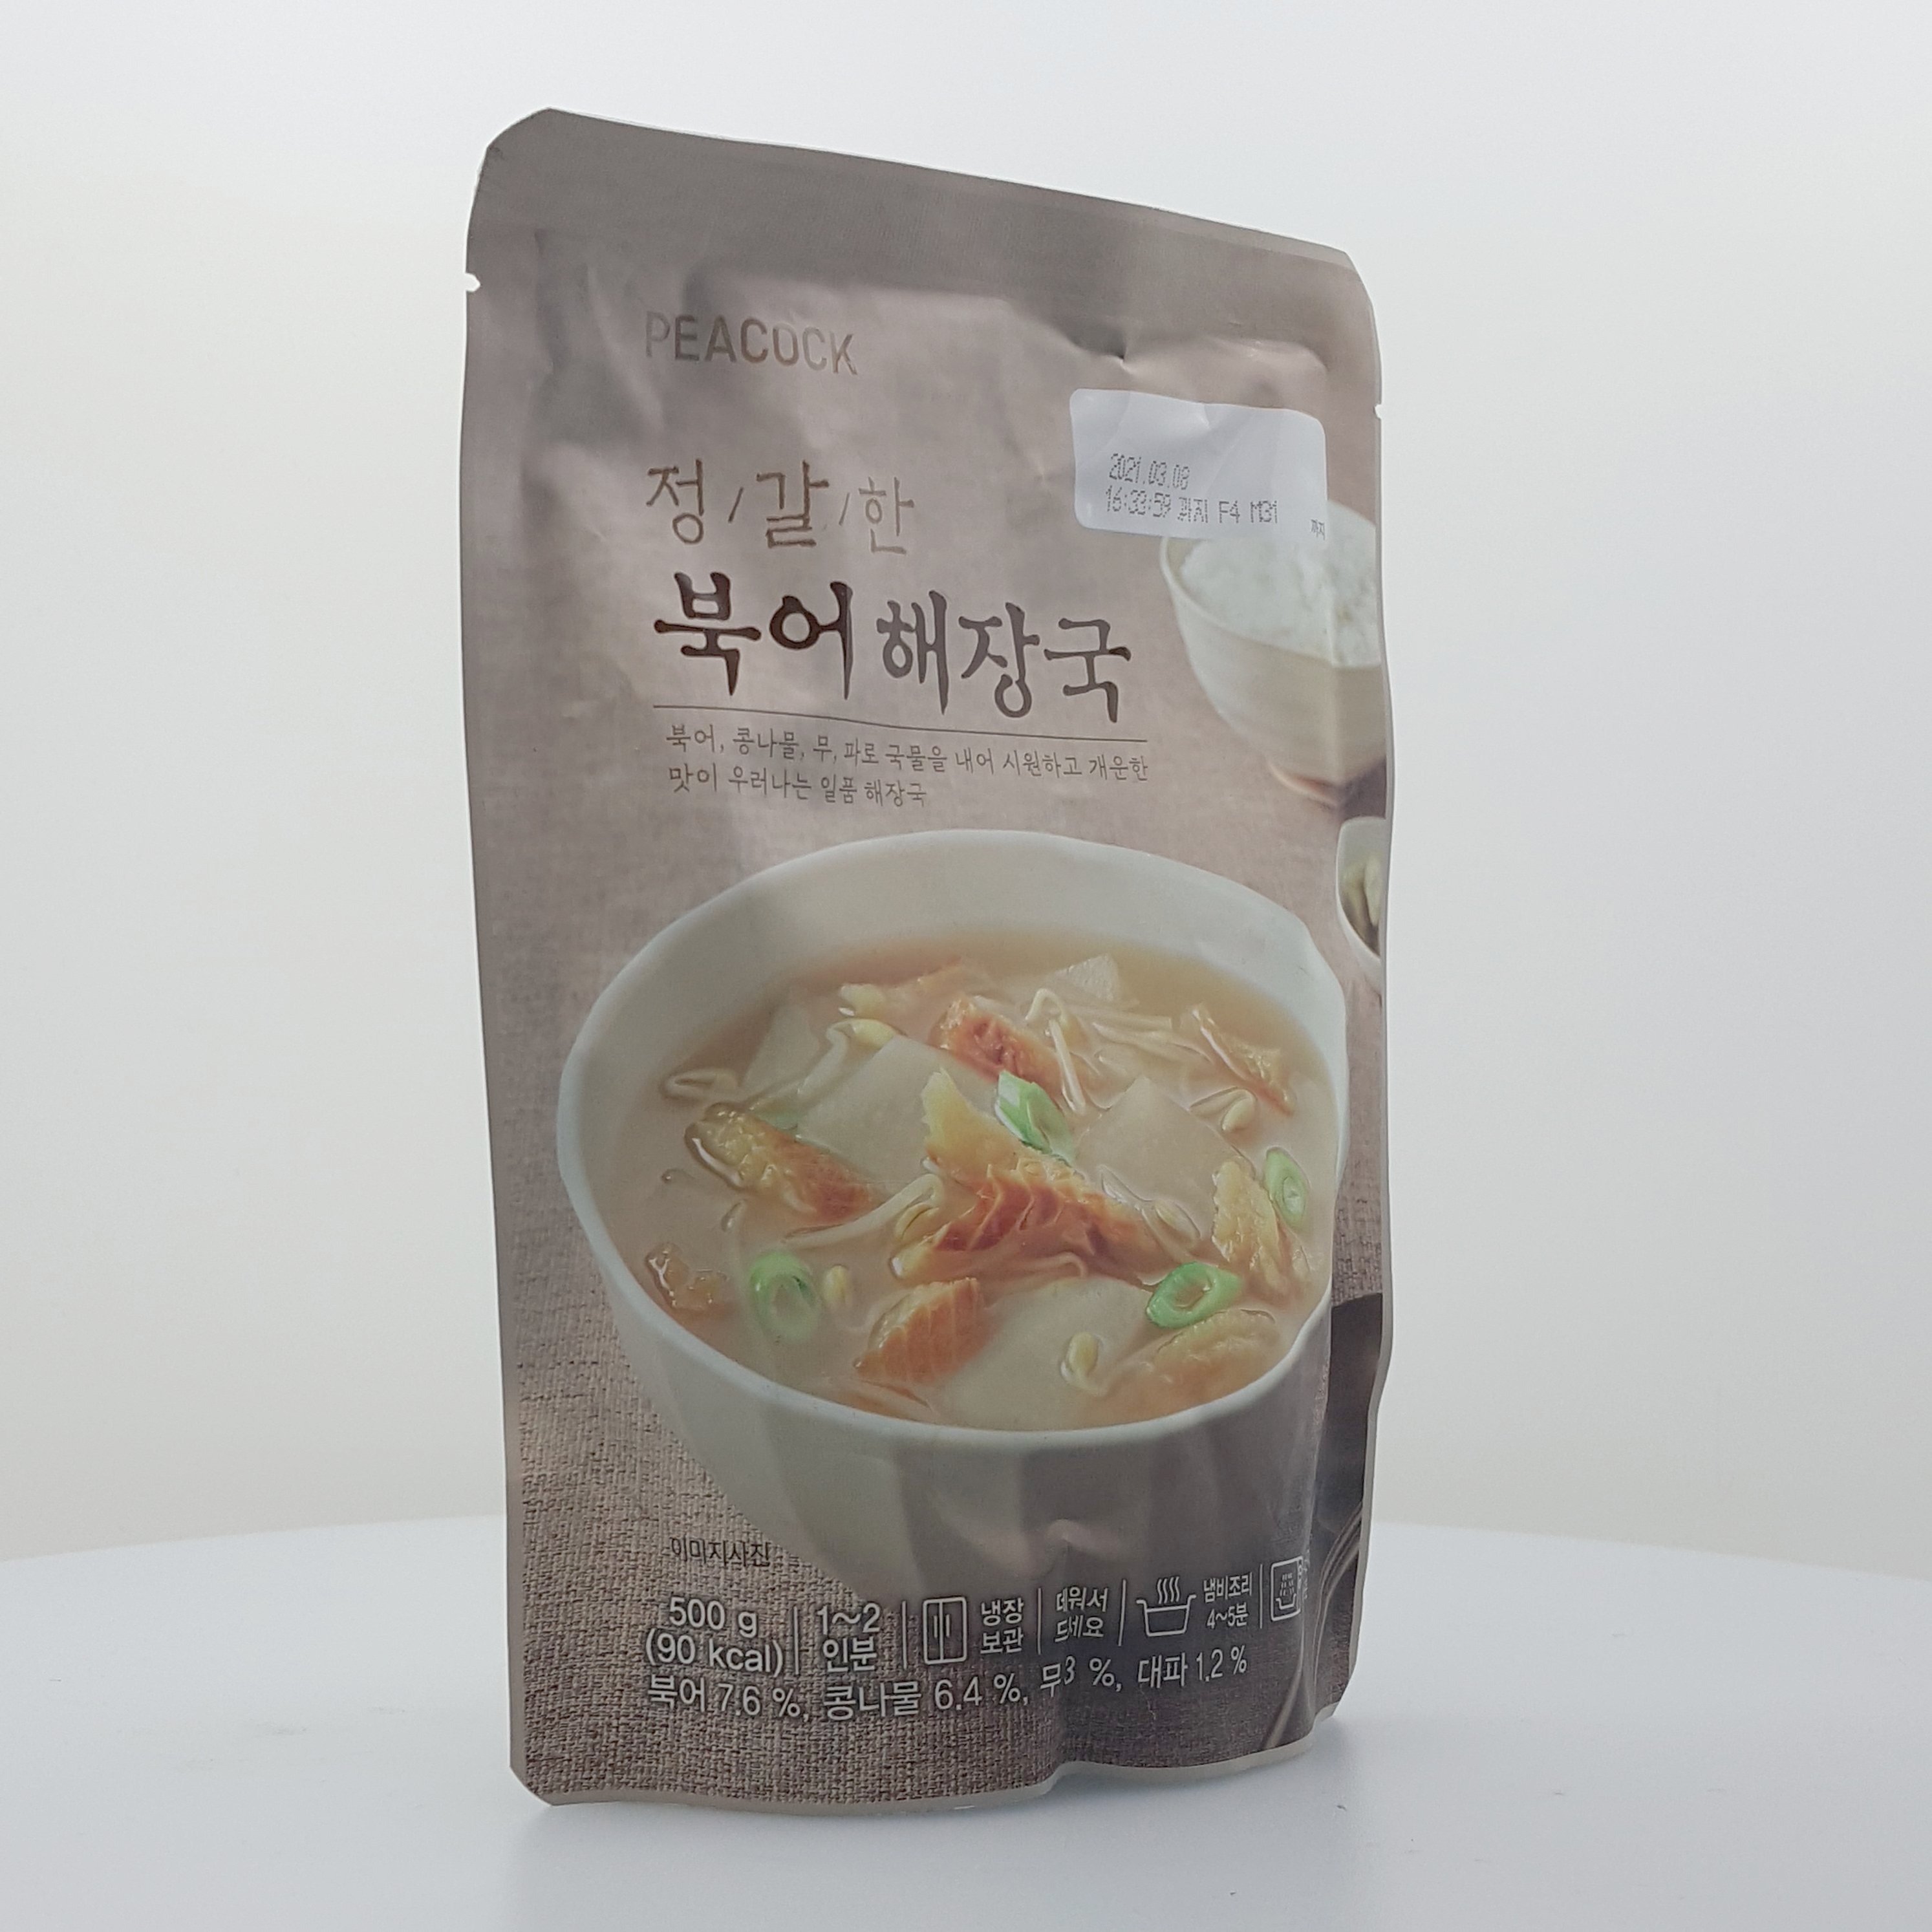 PEACOCK
2021.03.08
16:33:59 까지 F4 M31
까지
정/갈/한
북어 해장국
북어, 콩나물, 무, 파로 국물을 내어 시원하고 개운한
맛이 우러나는 일품 해장국
이미지사진
500 g
(90 kcal)
1~2
인분
냉장
보관
데워서
드세요
냄비조리
4~5분
북어 7.6 %, 콩나물 6.4 %, 무3 %, 대파 1.2 %